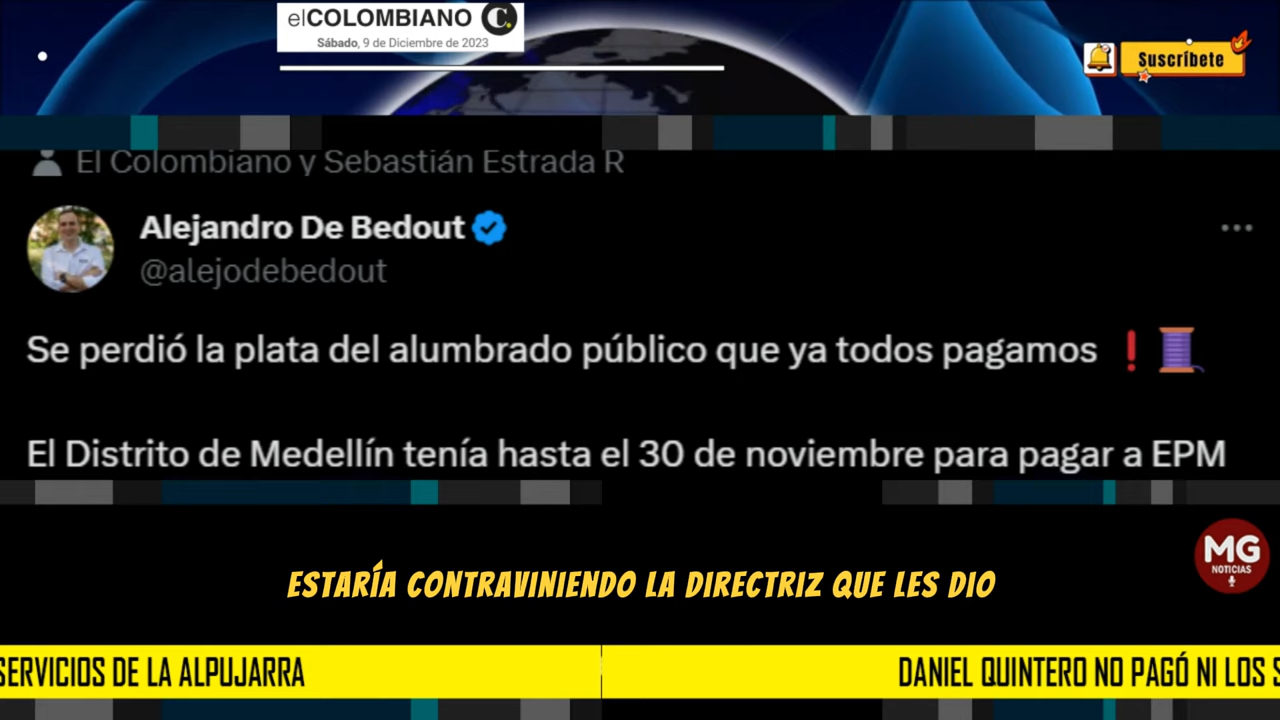 elCOLOMBIANO C.
Sábado, 9 de Diciembre de 2023
Suscríbete
El Colombiano y Sebastián Estrada R
Alejandro De Bedout
@alejodebedout
Se perdió la plata del alumbrado público que ya todos pagamos ❗🧵
El Distrito de Medellín tenía hasta el 30 de noviembre para pagar a EPM
MG
NOTICIAS
ESTARÍA CONTRAVINIENDO LA DIRECTRIZ QUE LES DIO
SERVICIOS DE LA ALPUJARRA
DANIEL QUINTERO NO PAGÓ NI LOS S